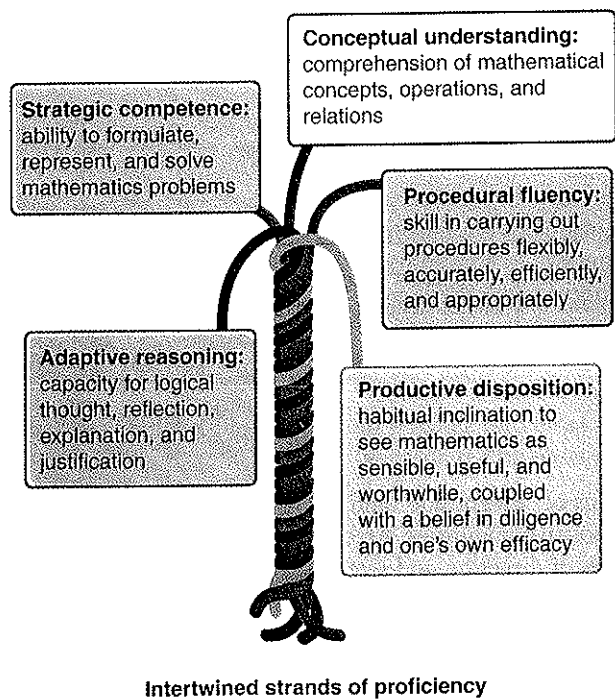 Conceptual understanding:
comprehension of mathematical
concepts, operations, and
relations
Strategic competence:
ability to formulate,
represent, and solve
mathematics problems
Procedural fluency:
skill in carrying out
procedures flexibly,
accurately, efficiently,
and appropriately
Adaptive reasoning:
capacity for logical
thought, reflection,
explanation, and
justification
Productive disposition:
habitual inclination to
see mathematics as
sensible, useful, and
worthwhile, coupled
with a belief in diligence
and one's own efficacy
Intertwined strands of proficiency